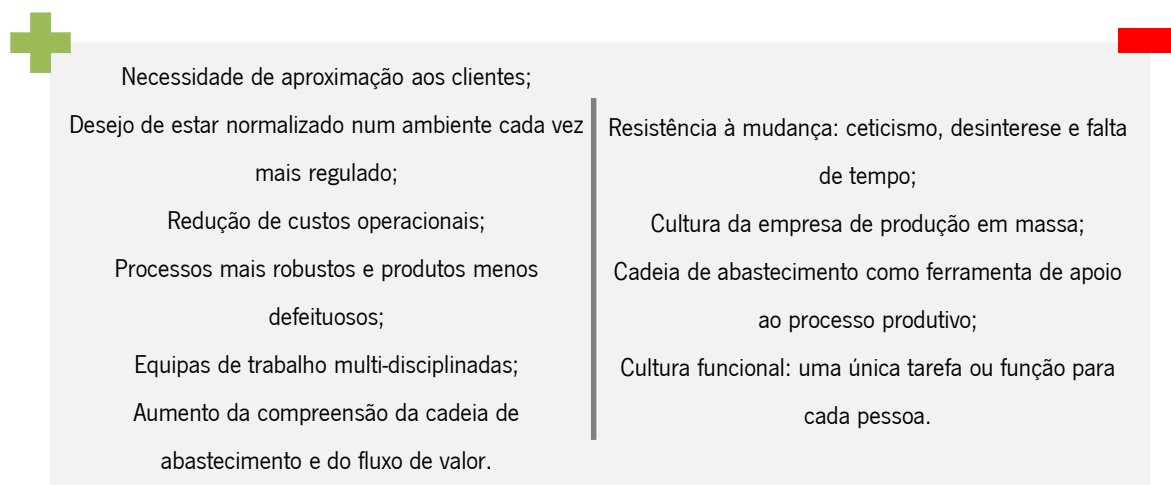 Necessidade de aproximação aos clientes;
Desejo de estar normalizado num ambiente cada vez
mais regulado;
Redução de custos operacionais;
Processos mais robustos e produtos menos
defeituosos;
Equipas de trabalho multi-disciplinadas;
Aumento da compreensão da cadeia de
abastecimento e do fluxo de valor.
Resistência à mudança: ceticismo, desinterese e falta
de tempo;
Cultura da empresa de produção em massa;
Cadeia de abastecimento como ferramenta de apoio
ao processo produtivo;
Cultura funcional: uma única tarefa ou função para
cada pessoa.